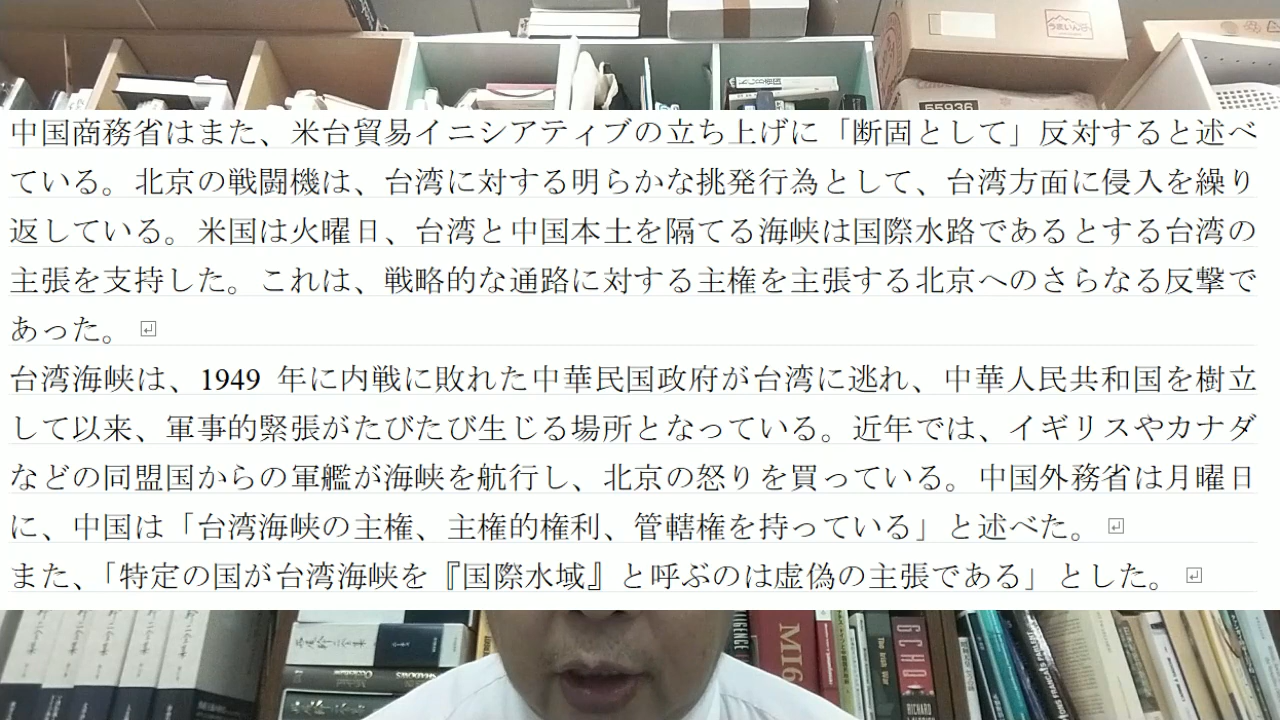 うまいんご
55936
中国商務省はまた、米台貿易イニシアティブの立ち上げに「断固として」反対すると述べ
ている。北京の戦闘機は、台湾に対する明らかな挑発行為として、台湾方面に侵入を繰り
返している。米国は火曜日、台湾と中国本土を隔てる海峡は国際水路であるとする台湾の
主張を支持した。これは、戦略的な通路に対する主権を主張する北京へのさらなる反撃で
あった。
台湾海峡は、1949 年に内戦に敗れた中華民国政府が台湾に逃れ、中華人民共和国を樹立
して以来、軍事的緊張がたびたび生じる場所となっている。近年では、イギリスやカナダ
などの同盟国からの軍艦が海峡を航行し、北京の怒りを買っている。中国外務省は月曜日
に、中国は「台湾海峡の主権、主権的権利、管轄権を持っている」と述べた。
また、「特定の国が台湾海峡を『国際水域』と呼ぶのは虚偽の主張である」とした。
MI6
GCHQ
RICHARD